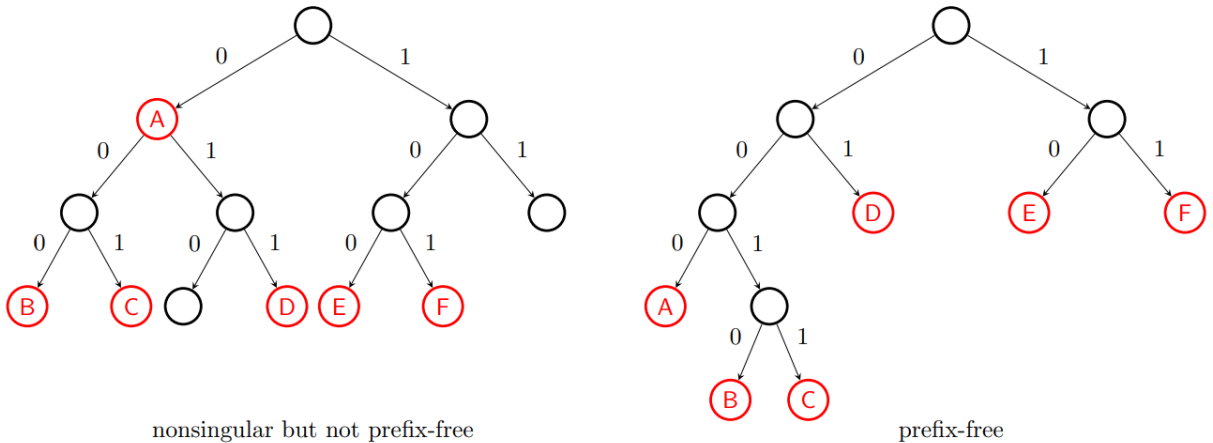 0 1 0 1
A
0 1 0 1 0 1 0 1
D E F
0 1 0 1 0 1 0 1
B C D E F A
0 1
B C
nonsingular but not prefix-free
prefix-free